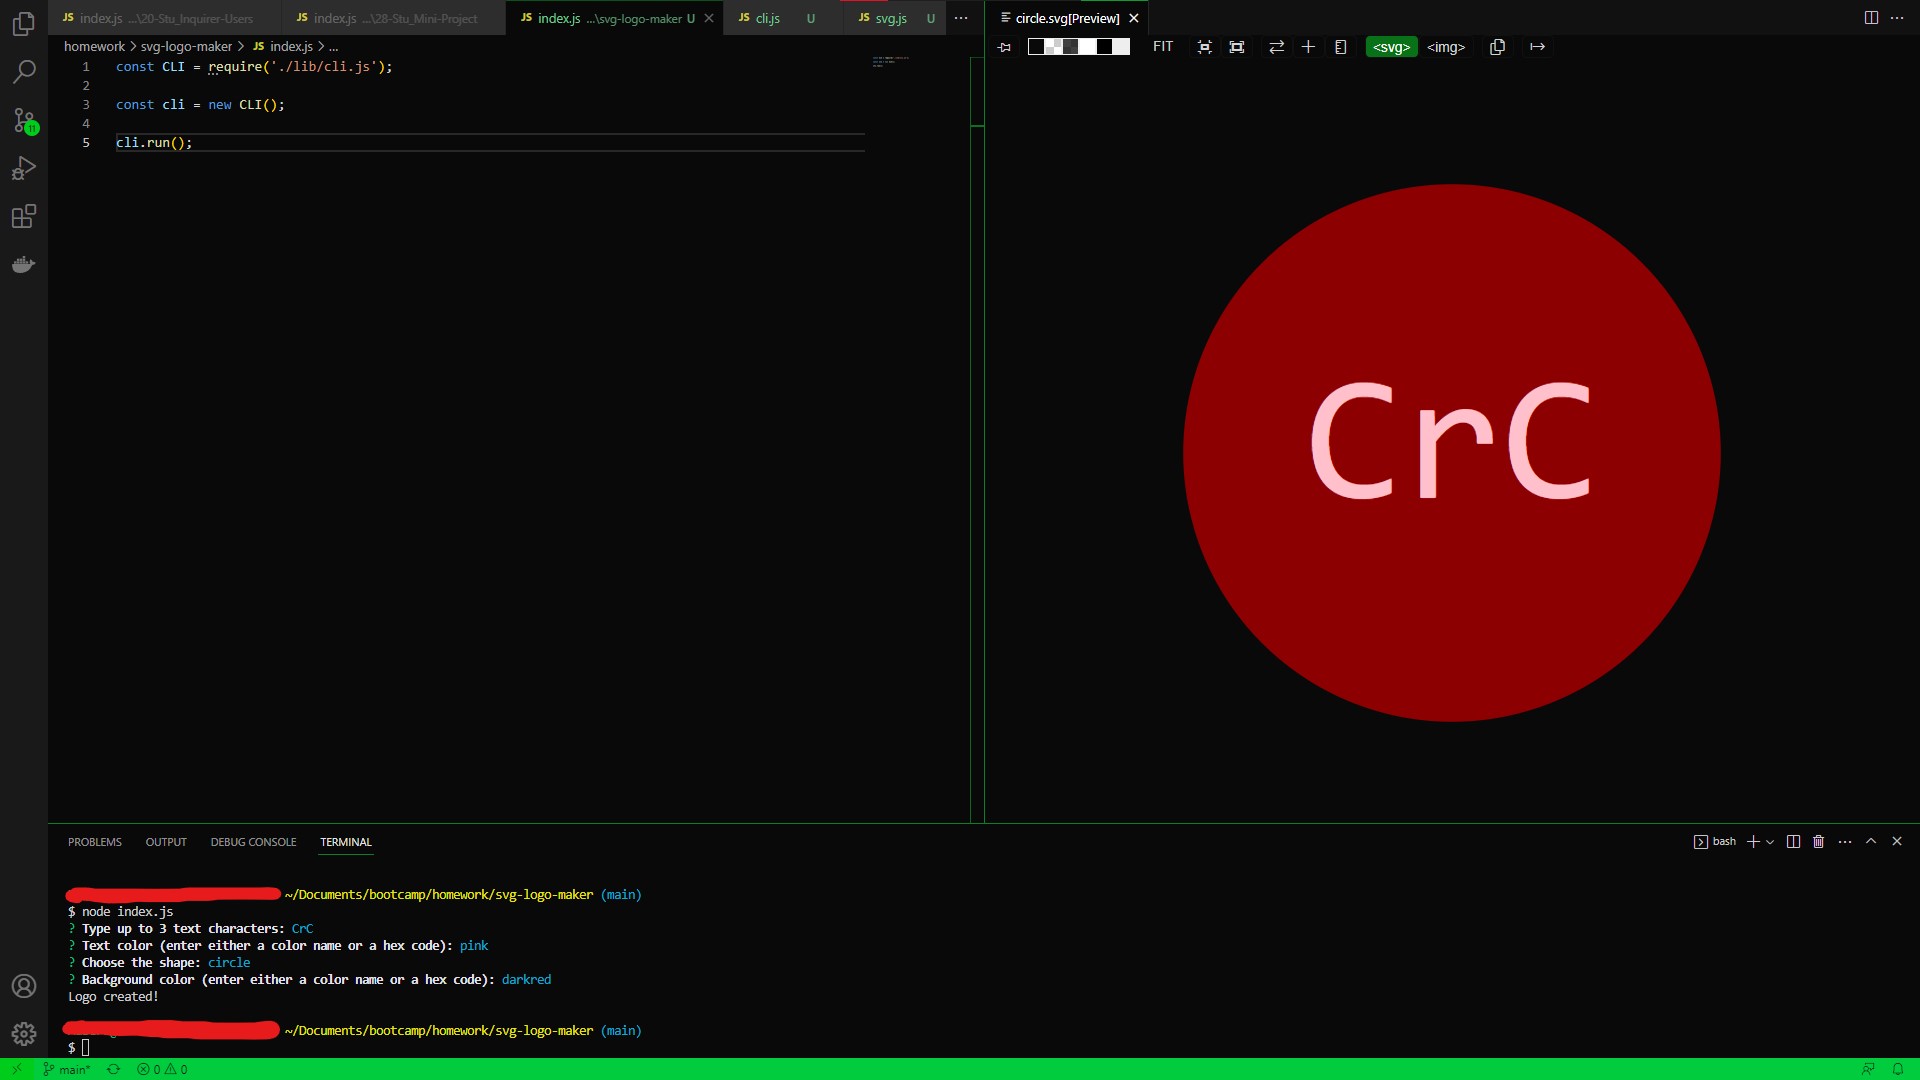 JS index.js ...\20-Stu_Inquirer-Users JS index.js ...\28-Stu_Mini-Project JS index.js ...\svg-logo-maker U JS cli.js U JS svg.js U
circle.svg[Preview]
homework > svg-logo-maker > JS index.js > ...
FIT <svg> <img>
1 const CLI = require('./lib/cli.js');
2
3 const cli = new CLI();
4
5 cli.run();
11
CrC
PROBLEMS OUTPUT DEBUG CONSOLE TERMINAL
bash
~/Documents/bootcamp/homework/svg-logo-maker (main)
$ node index.js
? Type up to 3 text characters: CrC
? Text color (enter either a color name or a hex code): pink
? Choose the shape: circle
? Background color (enter either a color name or a hex code): darkred
Logo created!
~/Documents/bootcamp/homework/svg-logo-maker (main)
$
main* 0 0